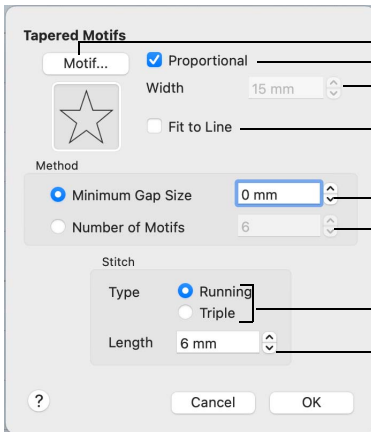 Tapered Motifs
Motif...
Proportional
Width 15 mm
Fit to Line
Method
Minimum Gap Size 0 mm
Number of Motifs 6
Stitch
Type Running
Triple
Length 6 mm
? Cancel OK